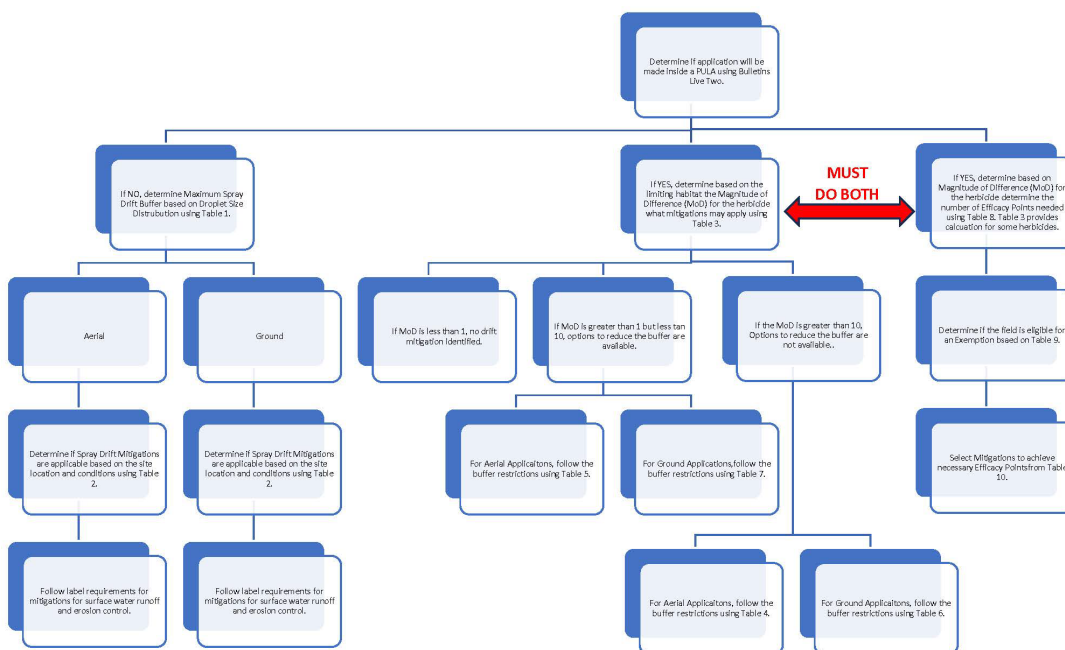 Determine if application will be
made inside a PULA using Bulletins
Live Two.
If NO, determine Maximum Spray
Drift Buffer based on Droplet Size
Distrubution using Table 1.
If YES, determine based on the
limiting habitat the Magnitude of
Difference (MoD) for the herbicide
what mitigations may apply using
Table 3.
MUST
DO BOTH
If YES, determine based on
Magnitude of Difference (MoD) for
the herbicide determine the
number of Efficacy Points needed
using Table 8. Table 3 provides
calcuation for some herbicides.
Aerial
Ground
If MoD is less than 1, no drift
mitigation identified.
If MoD is greater than 1 but less tan
10, options to reduce the buffer are
available.
If the MoD is greater than 10,
Options to reduce the buffer are
not available..
Determine if the field is eligible for
an Exemption bsaed on Table 9.
Determine if Spray Drift Mitigations
are applicable based on the site
location and conditions using Table
2.
Determine if Spray Drift Mitigations
are applicable based on the site
location and conditions using Table
2.
For Aerial Applicaitons, follow the
buffer restrictions using Table 5.
For Ground Applicaitons,follow the
buffer restrictions using Table 7.
Select Mitigations to achieve
necessary Efficacy Pointsfrom Table
10.
Follow label requirements for
mitigations for surface water runoff
and erosion control.
Follow label requirements for
mitigations for surface water runoff
and erosion control.
For Aerial Applicaitons, follow the
buffer restrictions using Table 4.
For Ground Applicaitons, follow the
buffer restrictions using Table 6.